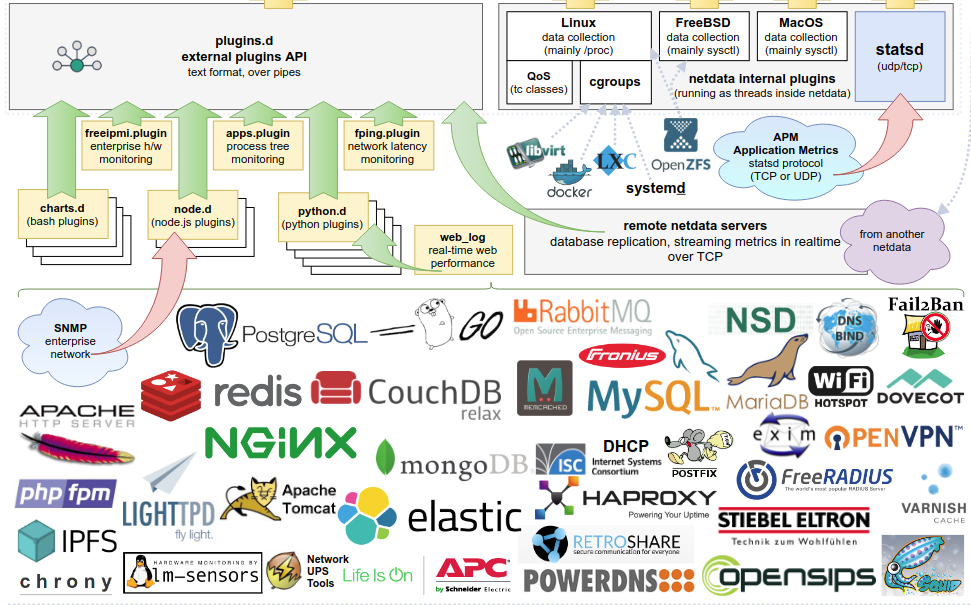 plugins.d
external plugins API
text format, over pipes
Linux
data collection
(mainly /proc)
FreeBSD
data collection
(mainly sysctl)
MacOS
data collection
(mainly sysctl)
statsd
(udp/tcp)
QoS
(tc classes)
cgroups
netdata internal plugins
(running as threads inside netdata)
freeipmi.plugin
enterprise h/w
monitoring
apps.plugin
process tree
monitoring
fping.plugin
network latency
monitoring
libvirt
docker
LXC
systemd
OpenZFS
APM
Application Metrics
statsd protocol
(TCP or UDP)
charts.d
(bash plugins)
node.d
(node.js plugins)
python.d
(python plugins)
web_log
real-time web
performance
remote netdata servers
database replication, streaming metrics in realtime
over TCP
from another
netdata
SNMP
enterprise
network
PostgreSQL
GO
RabbitMQ
Open Source Enterprise Messaging
NSD
DNS
BIND
Fail2Ban
redis
CouchDB
relax
Fronius
MEMCACHED
MySQL™
MariaDB
WiFi
HOTSPOT
DOVECOT
APACHE
HTTP SERVER
NGINX
mongoDB
ISC
DHCP
Internet Systems
Consortium
POSTFIX
exim
OPENVPN™
php fpm
LIGHTTPD
fly light.
Apache
Tomcat
elastic
HAPROXY
Powering Your Uptime
FreeRADIUS
The world's most popular RADIUS Server
VARNISH
CACHE
IPFS
RETROSHARE
secure communication for everyone
STIEBEL ELTRON
Technik zum Wohlfühlen
chrony
HARDWARE MONITORING BY
lm-sensors
Network
UPS
Tools
Life Is On
APC
by Schneider Electric
POWERDNS
opensips
Squid